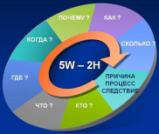 ПОЧЕМУ ?
КАК ?
КОГДА ?
СКОЛЬКО ?
5W – 2H
ГДЕ ?
ПРИЧИНА
ПРОЦЕСС
СЛЕДСТВИЕ
ЧТО ?
КТО ?